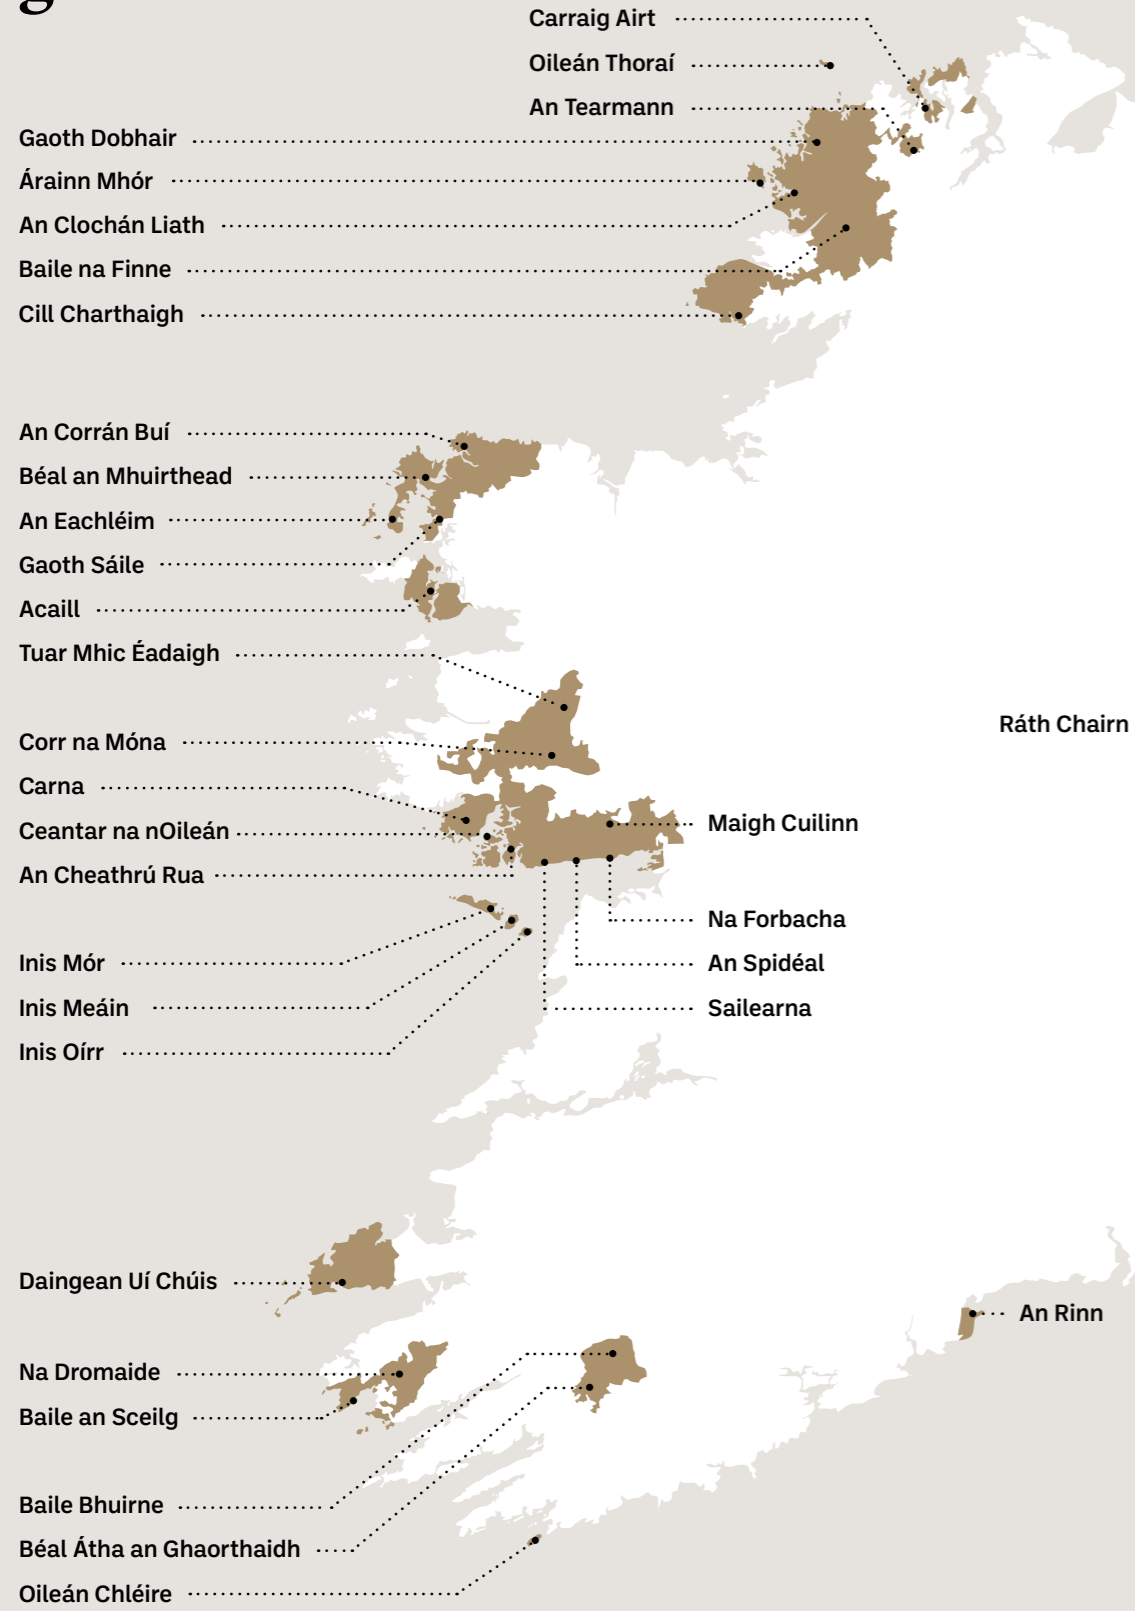 g
Carraig Airt
Oileán Thoraí
An Tearmann
Gaoth Dobhair
Árainn Mhór
An Clochán Liath
Baile na Finne
Cill Charthaigh
An Corrán Buí
Béal an Mhuirthead
An Eachléim
Gaoth Sáile
Acaill
Tuar Mhic Éadaigh
Ráth Chairn
Corr na Móna
Carna
Maigh Cuilinn
Ceantar na nOileán
An Cheathrú Rua
Na Forbacha
Inis Mór
An Spidéal
Inis Meáin
Sailearna
Inis Oírr
Daingean Uí Chúis
An Rinn
Na Dromaide
Baile an Sceilg
Baile Bhuirne
Béal Átha an Ghaorthaidh
Oileán Chléire